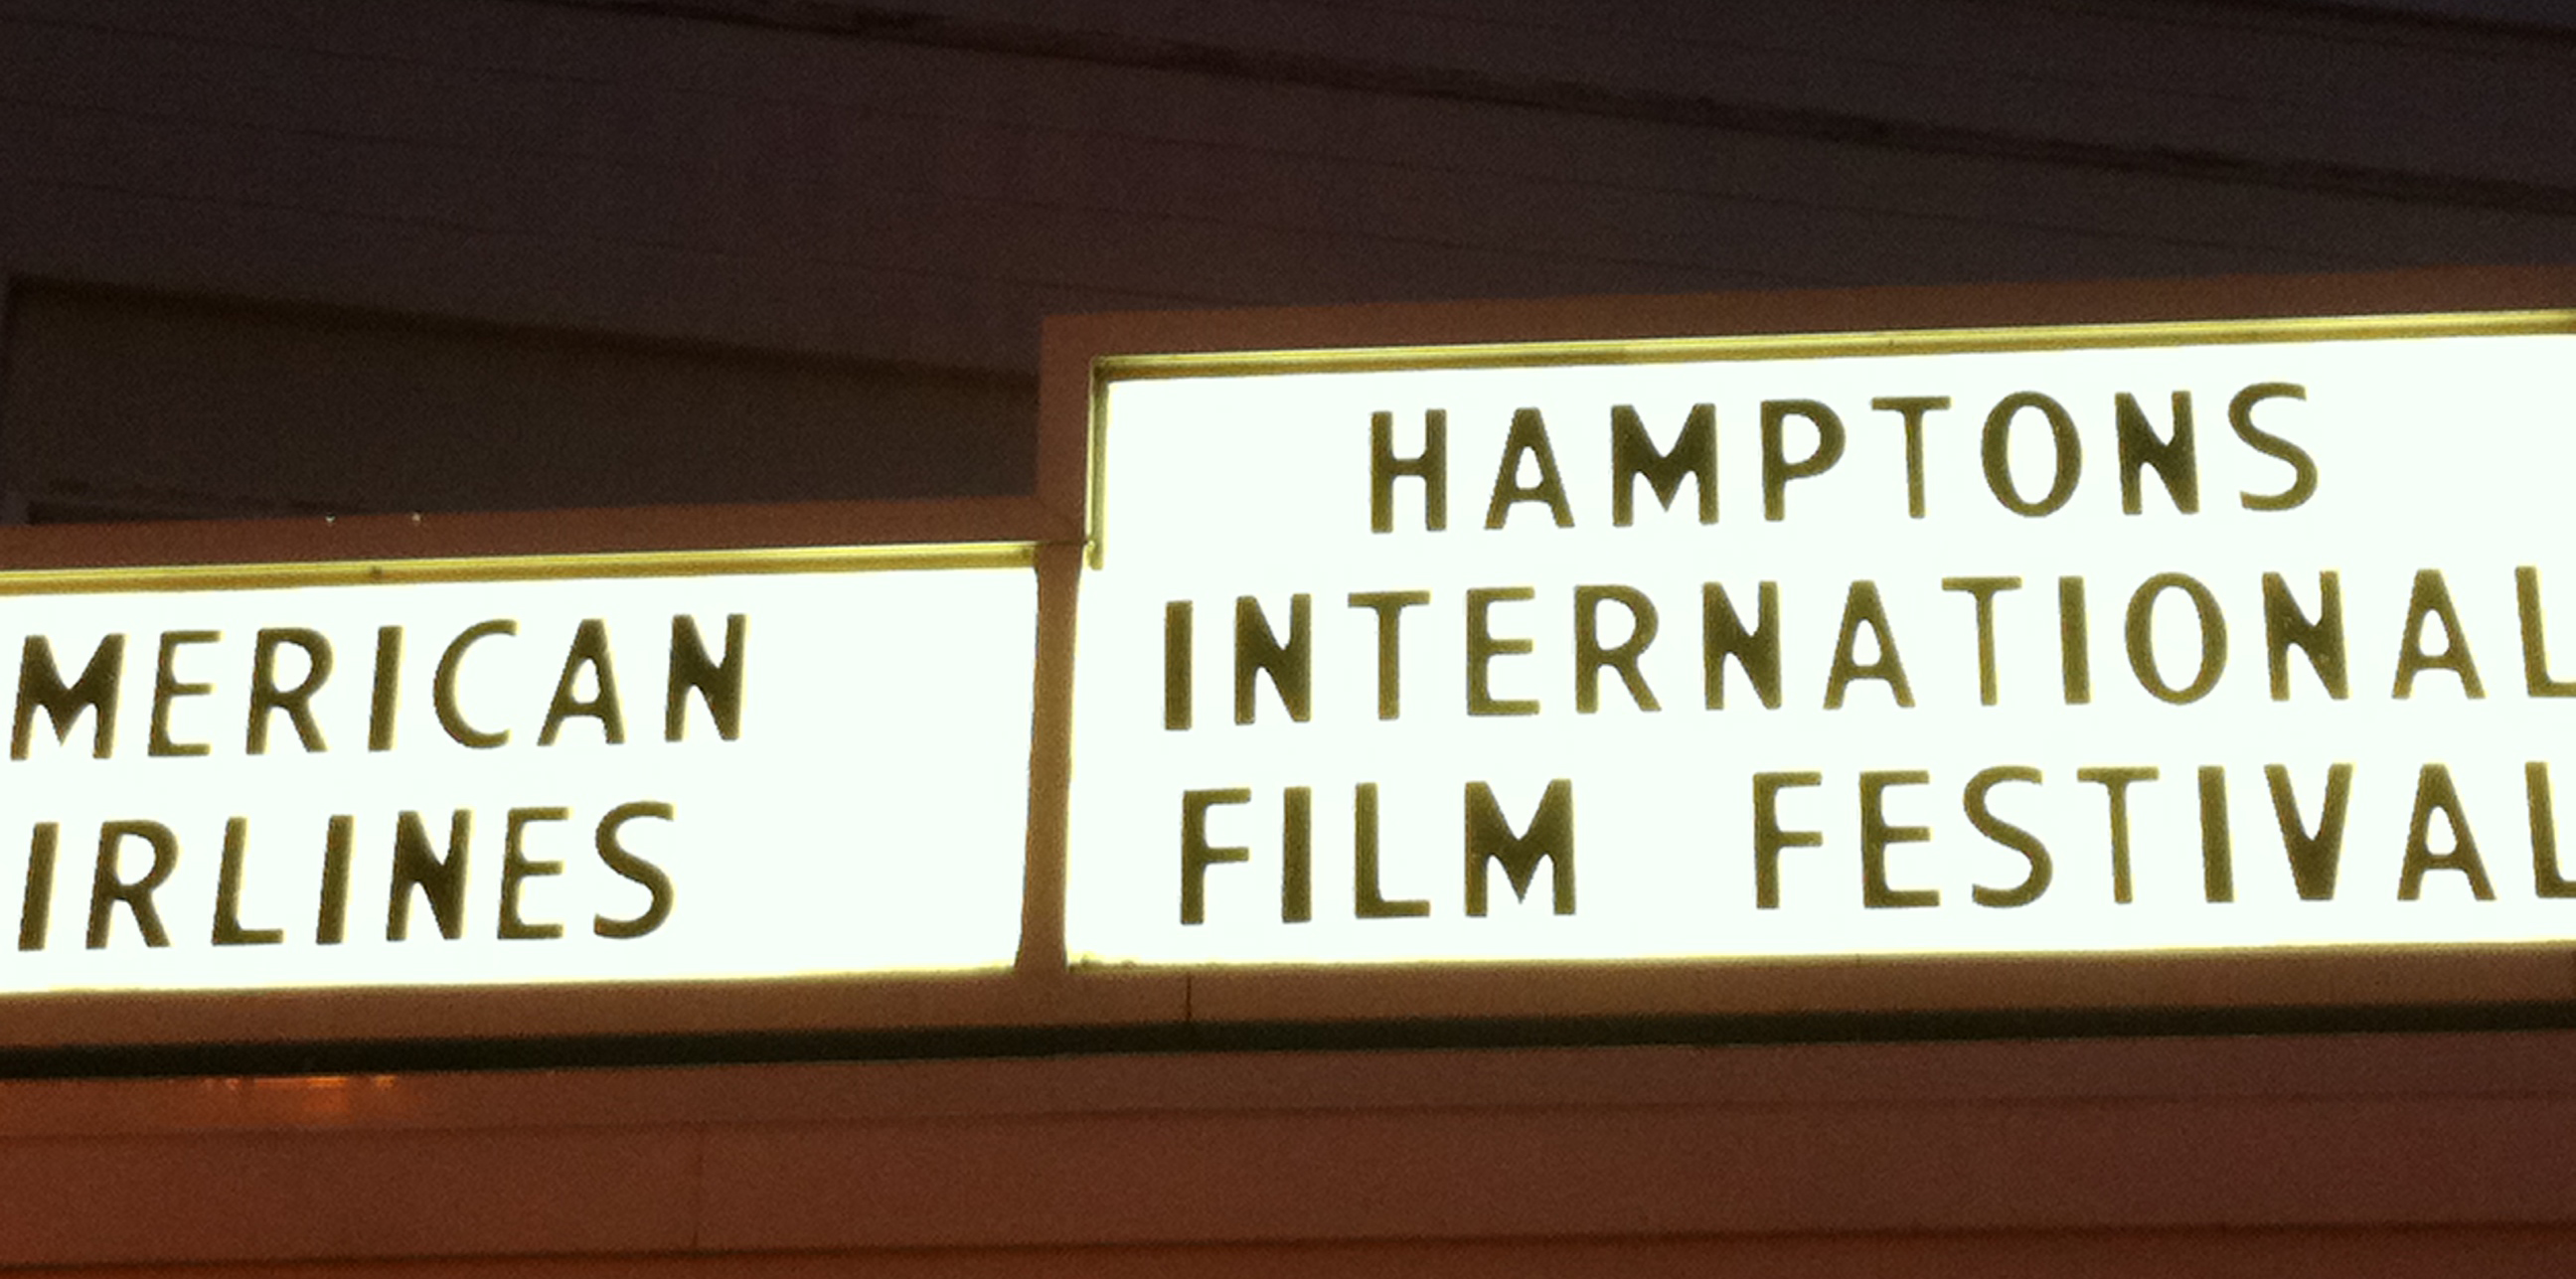 MERICAN
IRLINES
HAMPTONS
INTERNATIONAL
FILM FESTIVAL